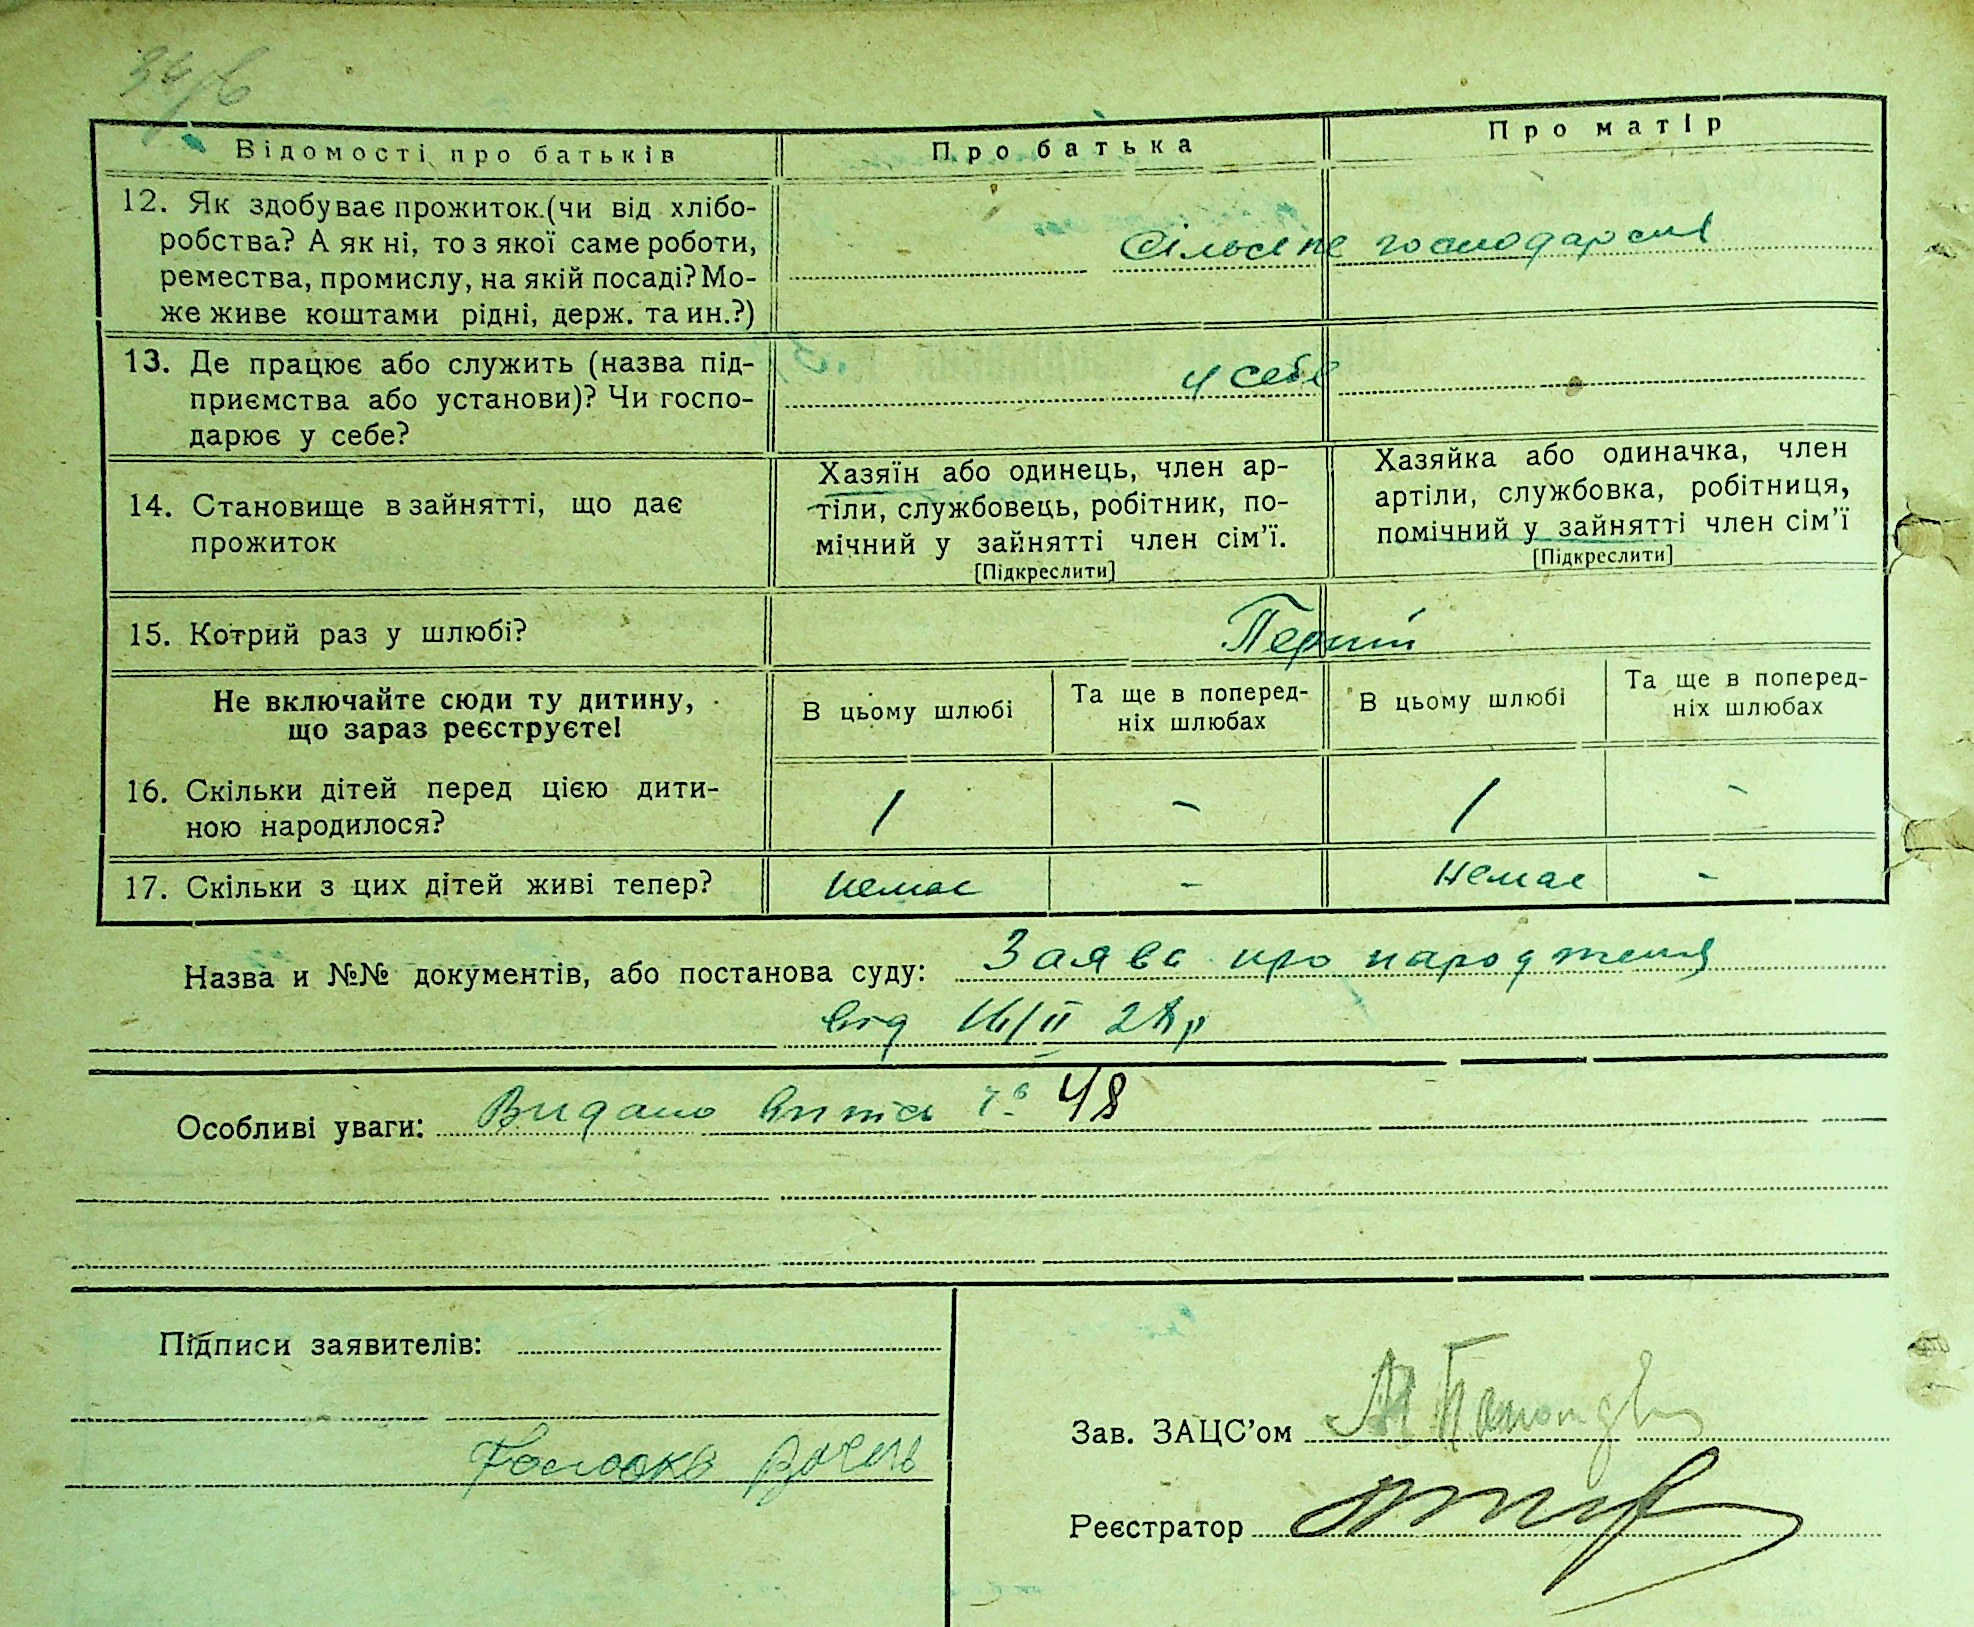 Відомості про батьків
Про батька
Про матір
12. Як здобуває прожиток (чи від хлібо-
робства? А як ні, то з якої саме роботи,
ремества, промислу, на якій посаді? Мо-
же живе коштами рідні, держ. та ин.?)
Сільське господарсня
13. Де працює або служить (назва під-
приємства або установи)? Чи госпо-
дарює у себе?
у себе
14. Становище в зайнятті, що дає
прожиток
Хазяїн або одинець, член ар-
тіли, службовець, робітник, по-
мічний у зайнятті член сім'ї.
[Підкреслити]
Хазяйка або одиначка, член
артіли, службовка, робітниця,
помічний у зайнятті член сім'ї
[Підкреслити]
15. Котрий раз у шлюбі?
Перший
Не включайте сюди ту дитину,
що зараз реєструєте!
В цьому шлюбі
Та ще в поперед-
ніх шлюбах
В цьому шлюбі
Та ще в поперед-
ніх шлюбах
16. Скільки дітей перед цією дити-
ною народилося?
1 - 1 -
17. Скільки з цих дітей живі тепер?
немає - немає -
Назва и №№ документів, або постанова суду: Заява про народження
від 28р
Особливі уваги: Видано 48
Підписи заявителів:
Зав. ЗАЦС'ом
Реєстратор